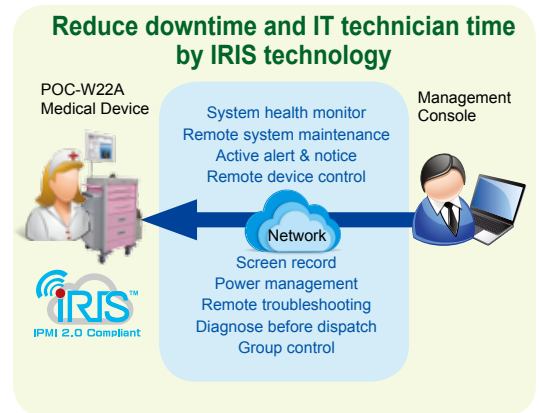 Reduce downtime and IT technician time
by IRIS technology
POC-W22A
Medical Device
System health monitor
Remote system maintenance
Active alert & notice
Remote device control
Management
Console
Network
Screen record
Power management
Remote troubleshooting
Diagnose before dispatch
Group control
iRIS™
IPMI 2.0 Compliant